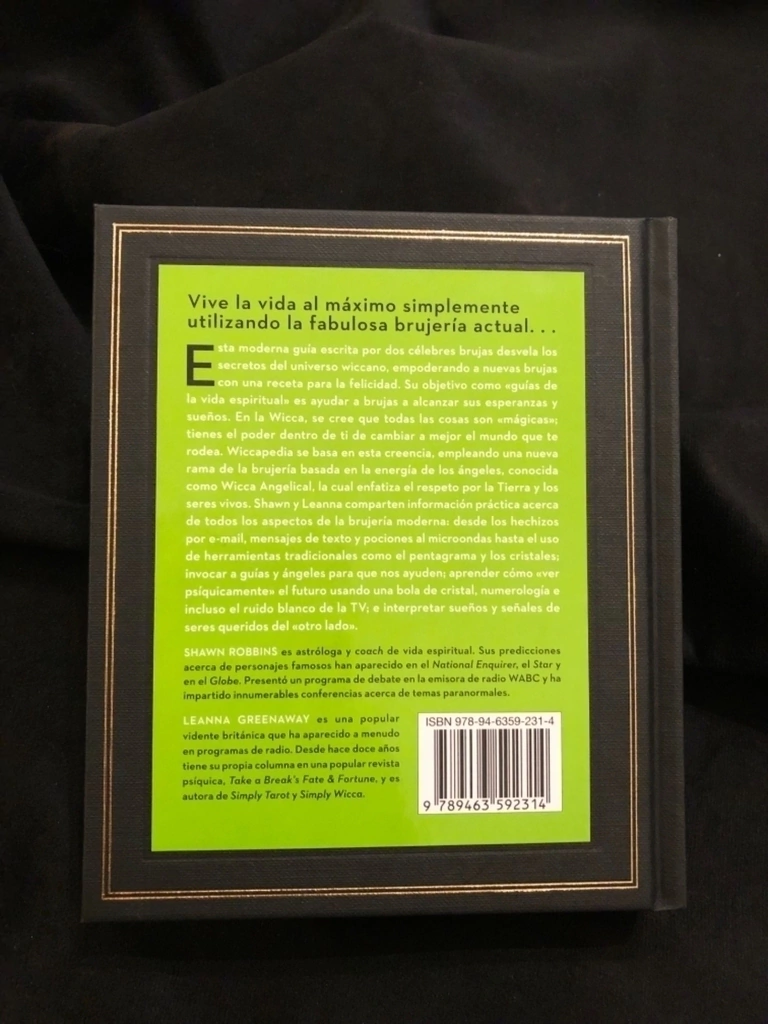 Vive la vida al máximo simplemente
utilizando la fabulosa brujería actual. . .
Esta moderna guía escrita por dos célebres brujas desvela los
secretos del universo wiccano, empoderando a nuevas brujas
con una receta para la felicidad. Su objetivo como «guías de
la vida espiritual» es ayudar a brujas a alcanzar sus esperanzas y
sueños. En la Wicca, se cree que todas las cosas son «mágicas»;
tienes el poder dentro de ti de cambiar a mejor el mundo que te
rodea. Wiccapedia se basa en esta creencia, empleando una nueva
rama de la brujería basada en la energía de los ángeles, conocida
como Wicca Angelical, la cual enfatiza el respeto por la Tierra y los
seres vivos. Shawn y Leanna comparten información práctica acerca
de todos los aspectos de la brujería moderna: desde los hechizos
por e-mail, mensajes de texto y pociones al microondas hasta el uso
de herramientas tradicionales como el pentagrama y los cristales;
invocar a guías y ángeles para que nos ayuden; aprender cómo «ver
psíquicamente» el futuro usando una bola de cristal, numerología e
incluso el ruido blanco de la TV; e interpretar sueños y señales de
seres queridos del «otro lado».
SHAWN ROBBINS es astróloga y coach de vida espiritual. Sus predicciones
acerca de personajes famosos han aparecido en el National Enquirer, el Star y
en el Globe. Presentó un programa de debate en la emisora de radio WABC y ha
impartido innumerables conferencias acerca de temas paranormales.
LEANNA GREENAWAY es una popular
vidente británica que ha aparecido a menudo
en programas de radio. Desde hace doce años
tiene su propia columna en una popular revista
psíquica, Take a Break's Fate & Fortune, y es
autora de Simply Tarot y Simply Wicca.
ISBN 978-94-6359-231-4
9 789463 592314